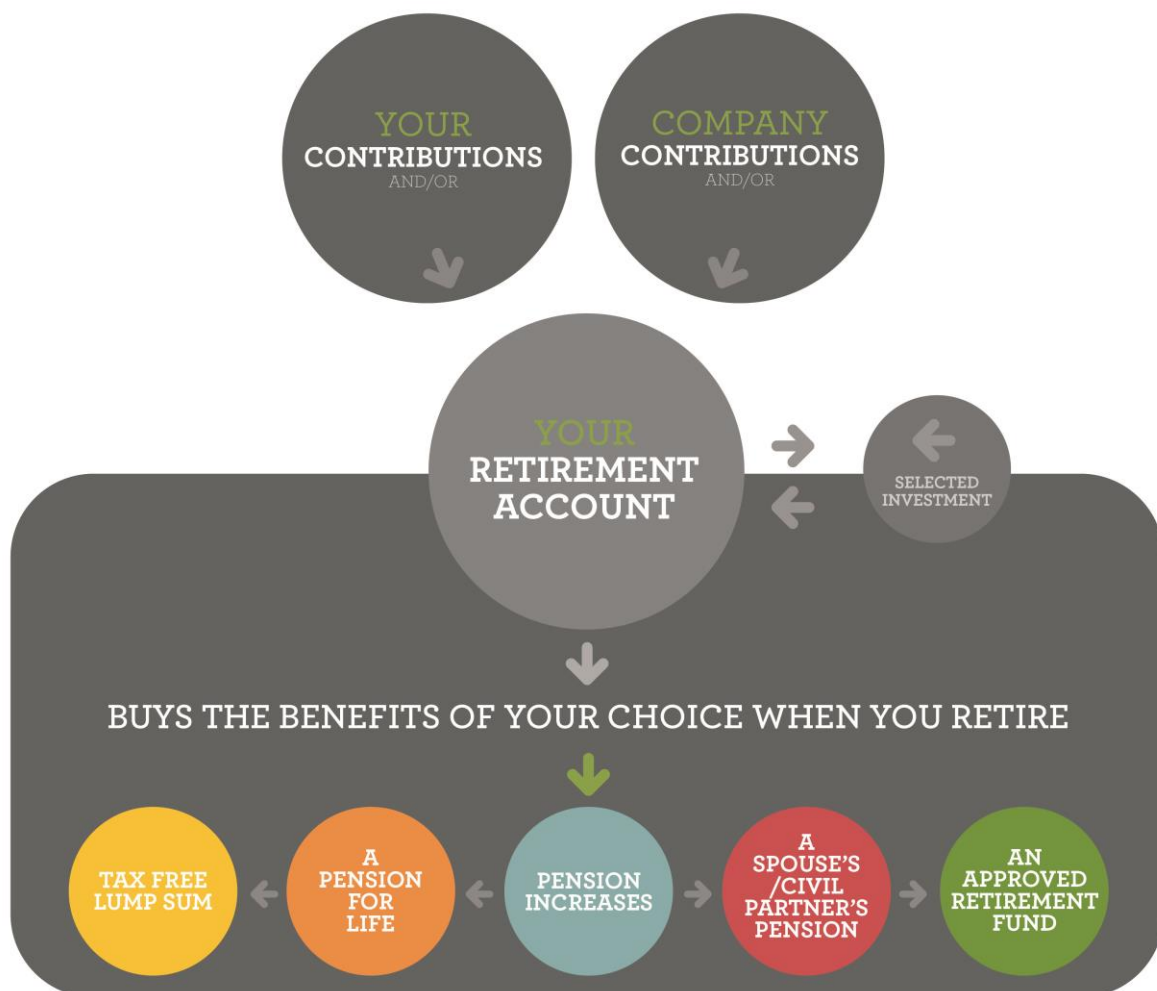 YOUR
CONTRIBUTIONS
AND/OR
COMPANY
CONTRIBUTIONS
AND/OR
YOUR
RETIREMENT
ACCOUNT
SELECTED
INVESTMENT
BUYS THE BENEFITS OF YOUR CHOICE WHEN YOU RETIRE
TAX FREE
LUMP SUM
A
PENSION
FOR
LIFE
PENSION
INCREASES
A
SPOUSE'S
/CIVIL
PARTNER'S
PENSION
AN
APPROVED
RETIREMENT
FUND